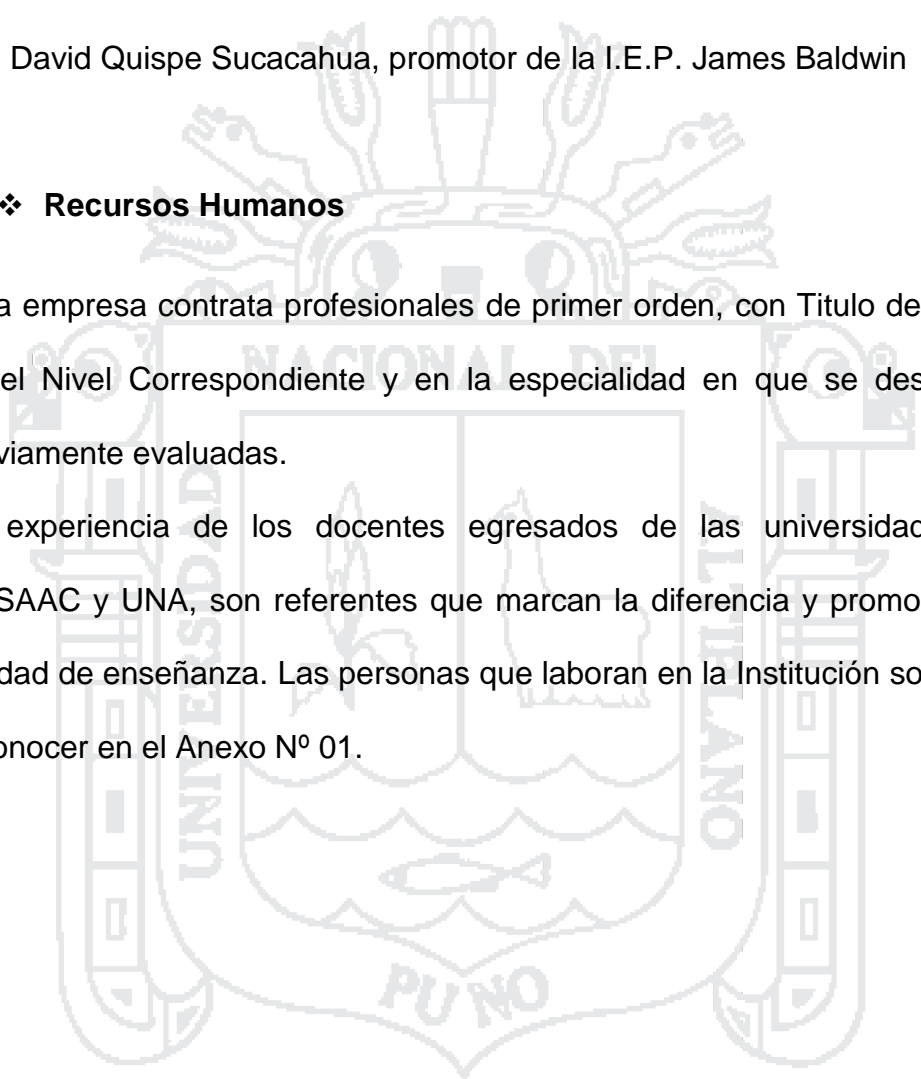 David Quispe Sucacahua, promotor de la I.E.P. James Baldwin
❖ Recursos Humanos
a empresa contrata profesionales de primer orden, con Titulo de
el Nivel Correspondiente y en la especialidad en que se des
viamente evaluadas.
experiencia de los docentes egresados de las universidac
SAAC y UNA, son referentes que marcan la diferencia y promo
dad de enseñanza. Las personas que laboran en la Institución so
onocer en el Anexo Nº 01.
UNIVERSIDAD
NACIONAL DEL
ALTIPLANO
PUNO